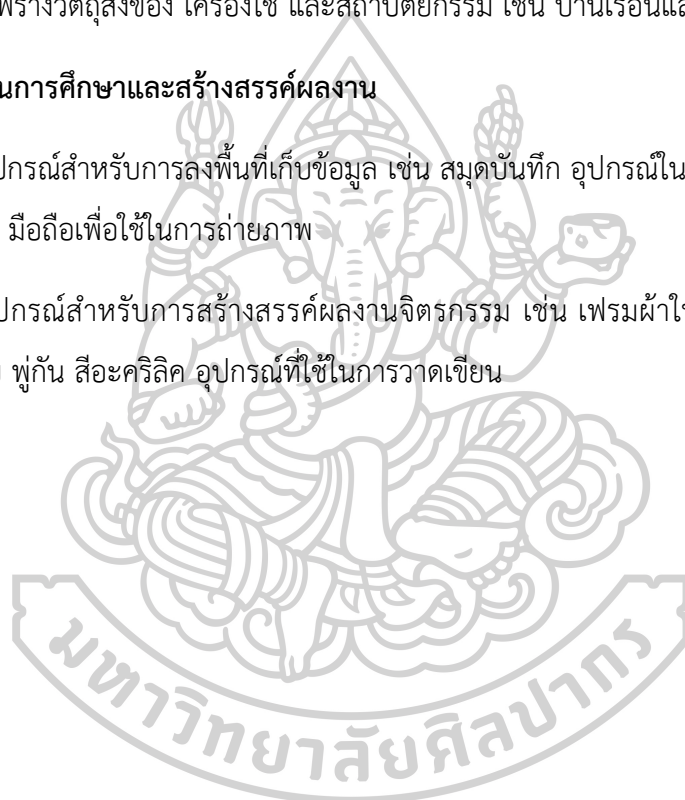 พร่างวัตถุสิ่งของ เครื่องใช้ และสถาปัตยกรรม เช่น บ้านเรือนและ
นการศึกษาและสร้างสรรค์ผลงาน
ปกรณ์สำหรับการลงพื้นที่เก็บข้อมูล เช่น สมุดบันทึก อุปกรณ์ใน
มือถือเพื่อใช้ในการถ่ายภาพ
ปกรณ์สำหรับการสร้างสรรค์ผลงานจิตรกรรม เช่น เฟรมผ้าใบ
พู่กัน สีอะคริลิค อุปกรณ์ที่ใช้ในการวาดเขียน
มหาวิทยาลัยศิลปากร